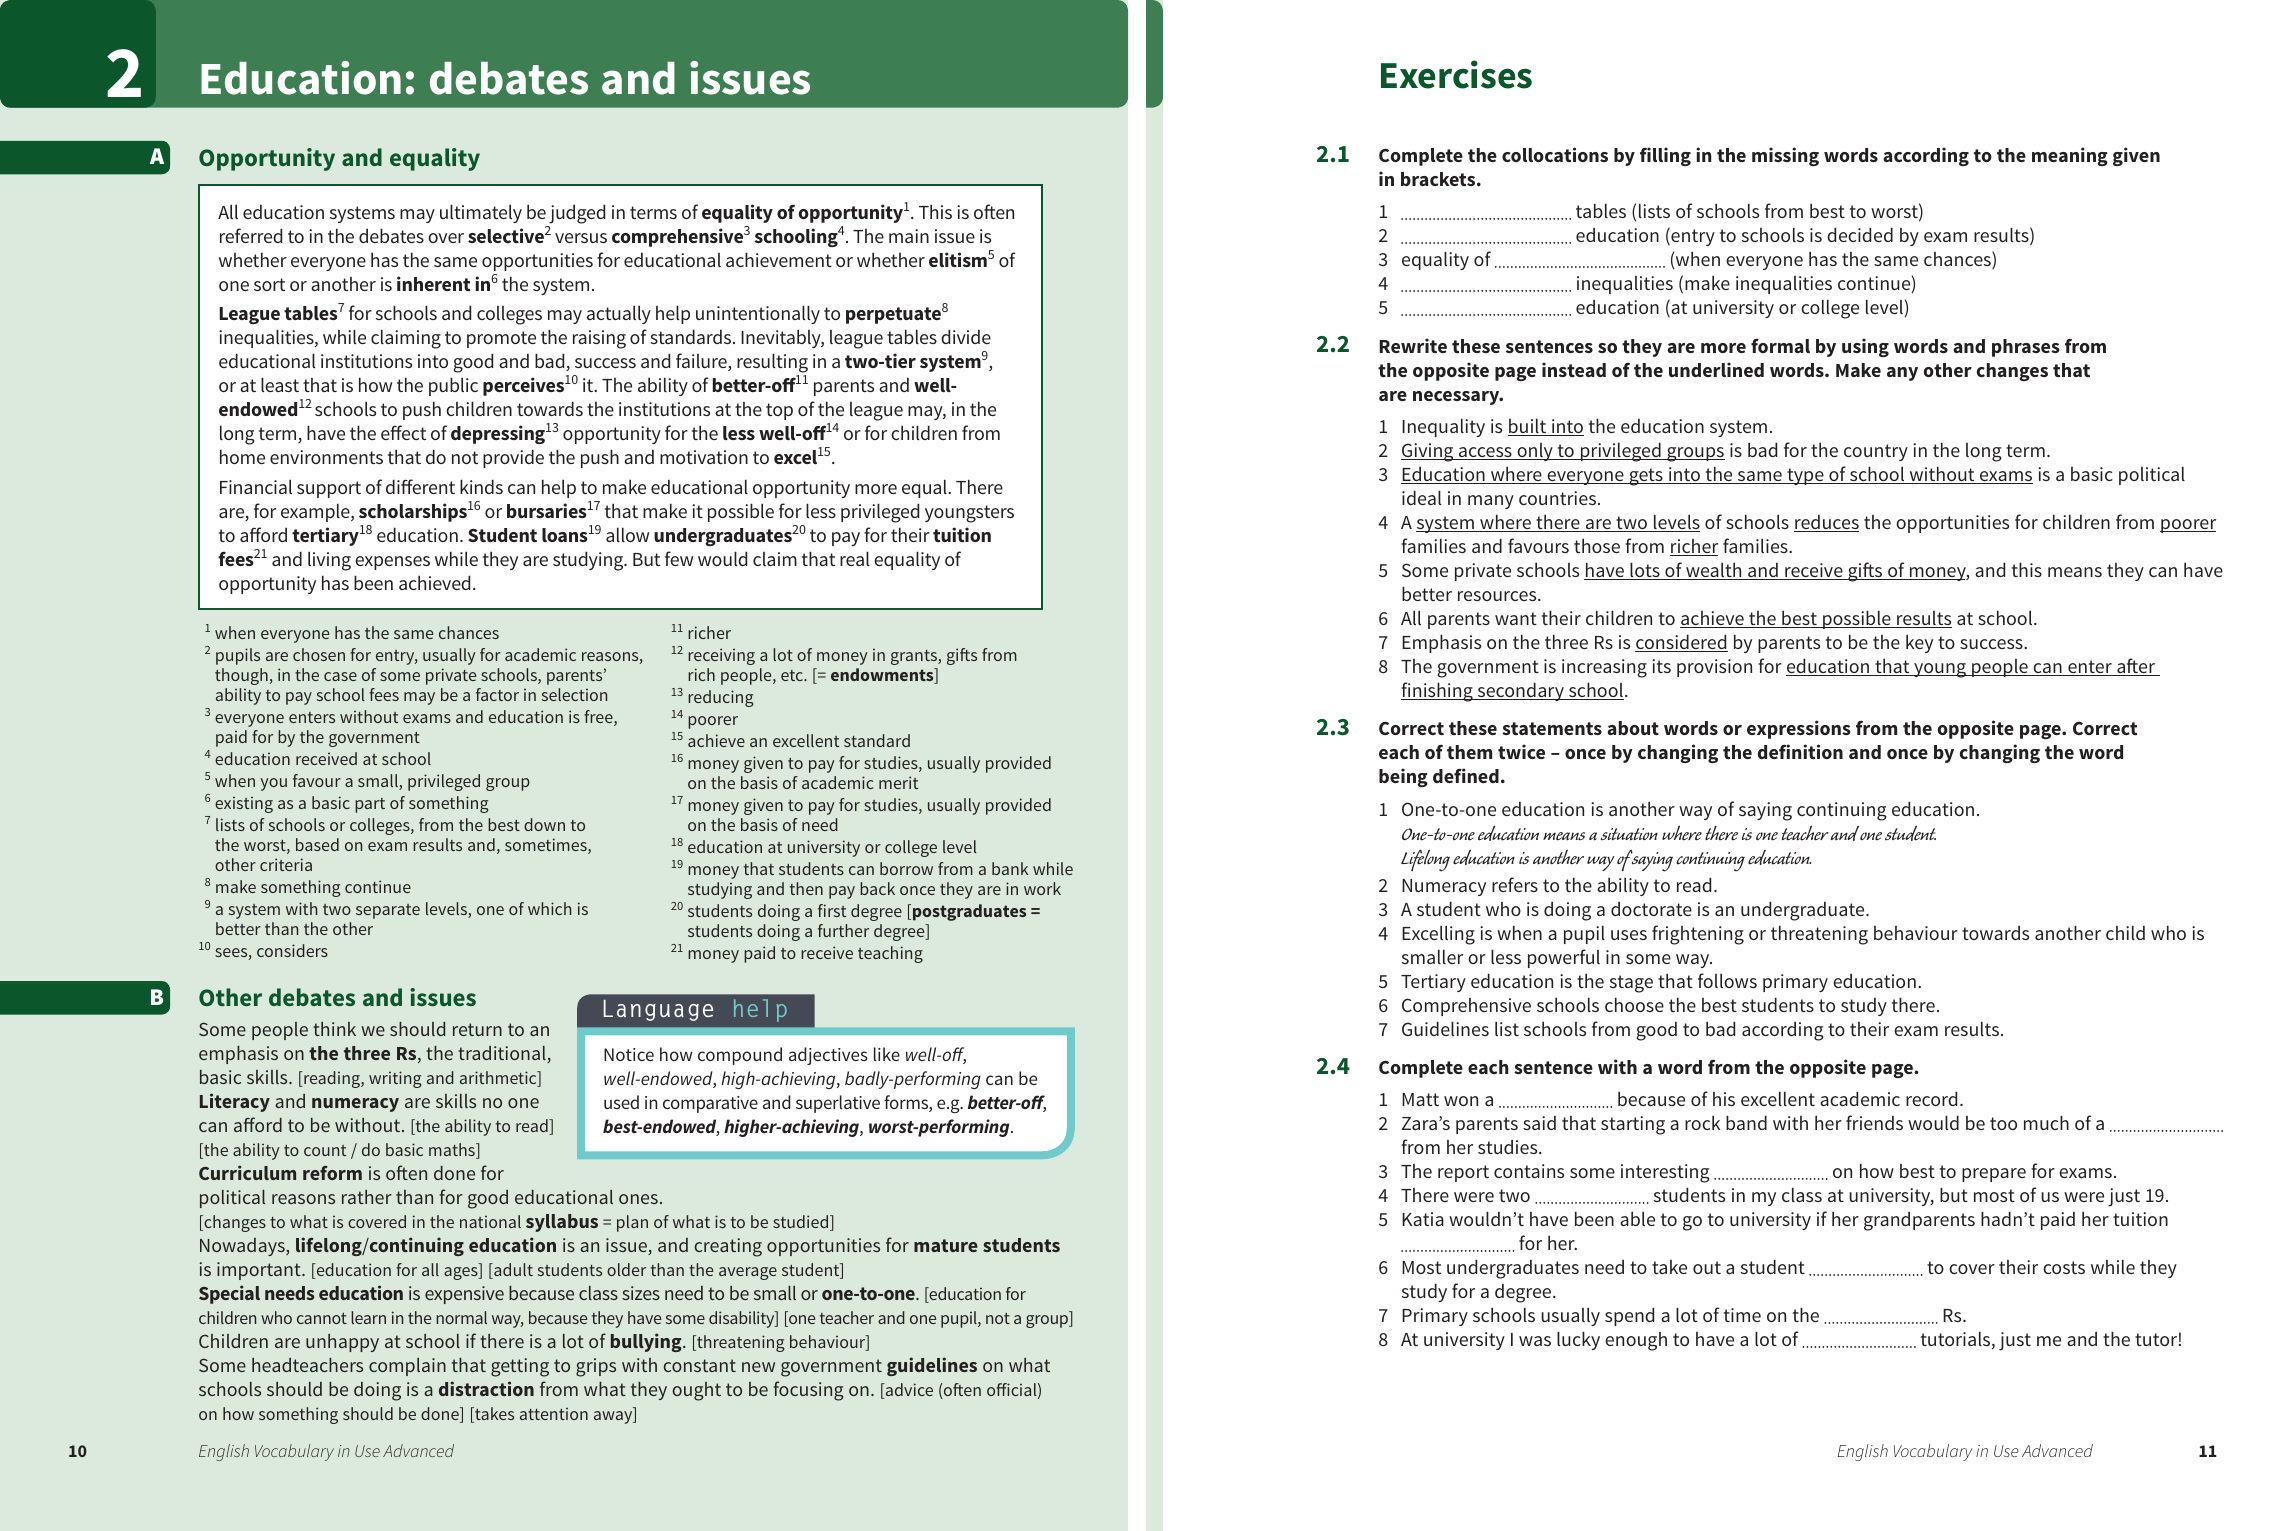 2
Education: debates and issues
A
Opportunity and equality
All education systems may ultimately be judged in terms of equality of opportunity1. This is often
referred to in the debates over selective2 versus comprehensive3 schooling4. The main issue is
whether everyone has the same opportunities for educational achievement or whether elitism5 of
one sort or another is inherent in6 the system.
League tables7 for schools and colleges may actually help unintentionally to perpetuate8
inequalities, while claiming to promote the raising of standards. Inevitably, league tables divide
educational institutions into good and bad, success and failure, resulting in a two-tier system9,
or at least that is how the public perceives10 it. The ability of better-off11 parents and well-
endowed12 schools to push children towards the institutions at the top of the league may, in the
long term, have the effect of depressing13 opportunity for the less well-off14 or for children from
home environments that do not provide the push and motivation to excel15.
Financial support of different kinds can help to make educational opportunity more equal. There
are, for example, scholarships16 or bursaries17 that make it possible for less privileged youngsters
to afford tertiary18 education. Student loans19 allow undergraduates20 to pay for their tuition
fees21 and living expenses while they are studying. But few would claim that real equality of
opportunity has been achieved.
1 when everyone has the same chances
2 pupils are chosen for entry, usually for academic reasons,
though, in the case of some private schools, parents’
ability to pay school fees may be a factor in selection
3 everyone enters without exams and education is free,
paid for by the government
4 education received at school
5 when you favour a small, privileged group
6 existing as a basic part of something
7 lists of schools or colleges, from the best down to
the worst, based on exam results and, sometimes,
other criteria
8 make something continue
9 a system with two separate levels, one of which is
better than the other
10 sees, considers
11 richer
12 receiving a lot of money in grants, gifts from
rich people, etc. [= endowments]
13 reducing
14 poorer
15 achieve an excellent standard
16 money given to pay for studies, usually provided
on the basis of academic merit
17 money given to pay for studies, usually provided
on the basis of need
18 education at university or college level
19 money that students can borrow from a bank while
studying and then pay back once they are in work
20 students doing a first degree [postgraduates =
students doing a further degree]
21 money paid to receive teaching
B
Other debates and issues
Some people think we should return to an
emphasis on the three Rs, the traditional,
basic skills. [reading, writing and arithmetic]
Literacy and numeracy are skills no one
can afford to be without. [the ability to read]
[the ability to count / do basic maths]
Curriculum reform is often done for
political reasons rather than for good educational ones.
[changes to what is covered in the national syllabus = plan of what is to be studied]
Nowadays, lifelong/continuing education is an issue, and creating opportunities for mature students
is important. [education for all ages] [adult students older than the average student]
Special needs education is expensive because class sizes need to be small or one-to-one. [education for
children who cannot learn in the normal way, because they have some disability] [one teacher and one pupil, not a group]
Children are unhappy at school if there is a lot of bullying. [threatening behaviour]
Some headteachers complain that getting to grips with constant new government guidelines on what
schools should be doing is a distraction from what they ought to be focusing on. [advice (often official)
on how something should be done] [takes attention away]
Language help
Notice how compound adjectives like well-off,
well-endowed, high-achieving, badly-performing can be
used in comparative and superlative forms, e.g. better-off,
best-endowed, higher-achieving, worst-performing.
10
English Vocabulary in Use Advanced
Exercises
2.1 Complete the collocations by filling in the missing words according to the meaning given
in brackets.
1 .......................................... tables (lists of schools from best to worst)
2 .......................................... education (entry to schools is decided by exam results)
3 equality of .......................................... (when everyone has the same chances)
4 .......................................... inequalities (make inequalities continue)
5 .......................................... education (at university or college level)
2.2 Rewrite these sentences so they are more formal by using words and phrases from
the opposite page instead of the underlined words. Make any other changes that
are necessary.
1 Inequality is built into the education system.
2 Giving access only to privileged groups is bad for the country in the long term.
3 Education where everyone gets into the same type of school without exams is a basic political
ideal in many countries.
4 A system where there are two levels of schools reduces the opportunities for children from poorer
families and favours those from richer families.
5 Some private schools have lots of wealth and receive gifts of money, and this means they can have
better resources.
6 All parents want their children to achieve the best possible results at school.
7 Emphasis on the three Rs is considered by parents to be the key to success.
8 The government is increasing its provision for education that young people can enter after
finishing secondary school.
2.3 Correct these statements about words or expressions from the opposite page. Correct
each of them twice – once by changing the definition and once by changing the word
being defined.
1 One-to-one education is another way of saying continuing education.
One-to-one education means a situation where there is one teacher and one student.
Lifelong education is another way of saying continuing education.
2 Numeracy refers to the ability to read.
3 A student who is doing a doctorate is an undergraduate.
4 Excelling is when a pupil uses frightening or threatening behaviour towards another child who is
smaller or less powerful in some way.
5 Tertiary education is the stage that follows primary education.
6 Comprehensive schools choose the best students to study there.
7 Guidelines list schools from good to bad according to their exam results.
2.4 Complete each sentence with a word from the opposite page.
1 Matt won a ............................ because of his excellent academic record.
2 Zara’s parents said that starting a rock band with her friends would be too much of a ............................
from her studies.
3 The report contains some interesting ............................ on how best to prepare for exams.
4 There were two ............................ students in my class at university, but most of us were just 19.
5 Katia wouldn’t have been able to go to university if her grandparents hadn’t paid her tuition
............................ for her.
6 Most undergraduates need to take out a student ............................ to cover their costs while they
study for a degree.
7 Primary schools usually spend a lot of time on the ............................ Rs.
8 At university I was lucky enough to have a lot of ............................ tutorials, just me and the tutor!
English Vocabulary in Use Advanced
11